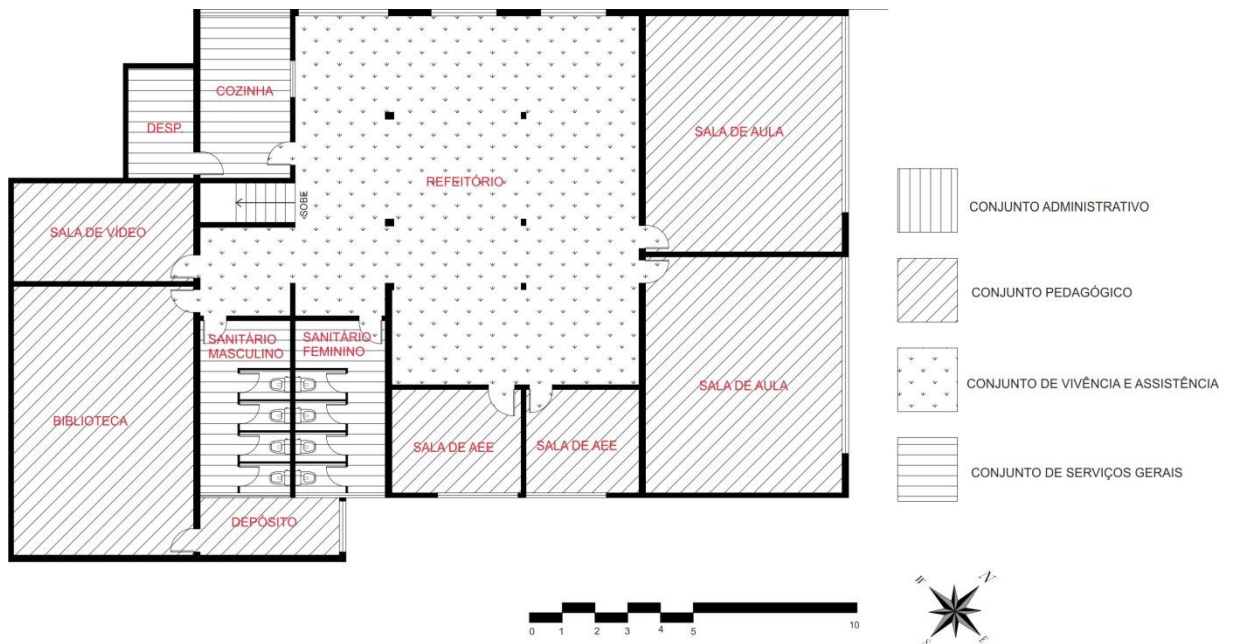 COZINHA
DESP.
SALA DE AULA
REFEITÓRIO
SOBE
SALA DE VÍDEO
SANITÁRIO
MASCULINO
SANITÁRIO
FEMININO
BIBLIOTECA
SALA DE AULA
SALA DE AEE
SALA DE AEE
DEPÓSITO
CONJUNTO ADMINISTRATIVO
CONJUNTO PEDAGÓGICO
CONJUNTO DE VIVÊNCIA E ASSISTÊNCIA
CONJUNTO DE SERVIÇOS GERAIS
0 1 2 3 4 5 10
W N
S E